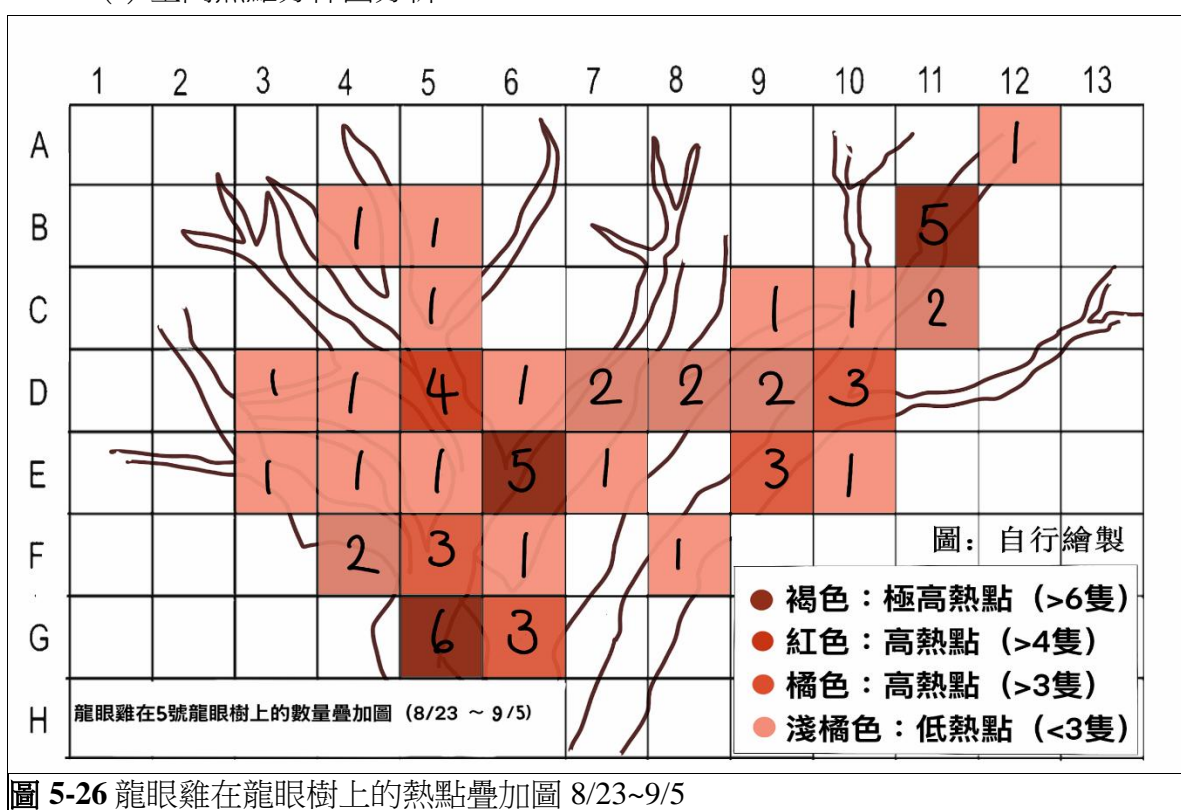 1 2 3 4 5 6 7 8 9 10 11 12 13
A 1
B 1 1 5
C 1 1 1 2
D 1 1 4 1 2 2 2 3
E 1 1 1 5 1 3 1
F 2 3 1 1
圖：自行繪製
G 6 3
H
褐色：極高熱點（>6隻）
紅色：高熱點（>4隻）
橘色：高熱點（>3隻）
淺橘色：低熱點（<3隻）
龍眼雞在5號龍眼樹上的數量疊加圖（8/23 ~ 9/5）
圖 5-26 龍眼雞在龍眼樹上的熱點疊加圖 8/23~9/5